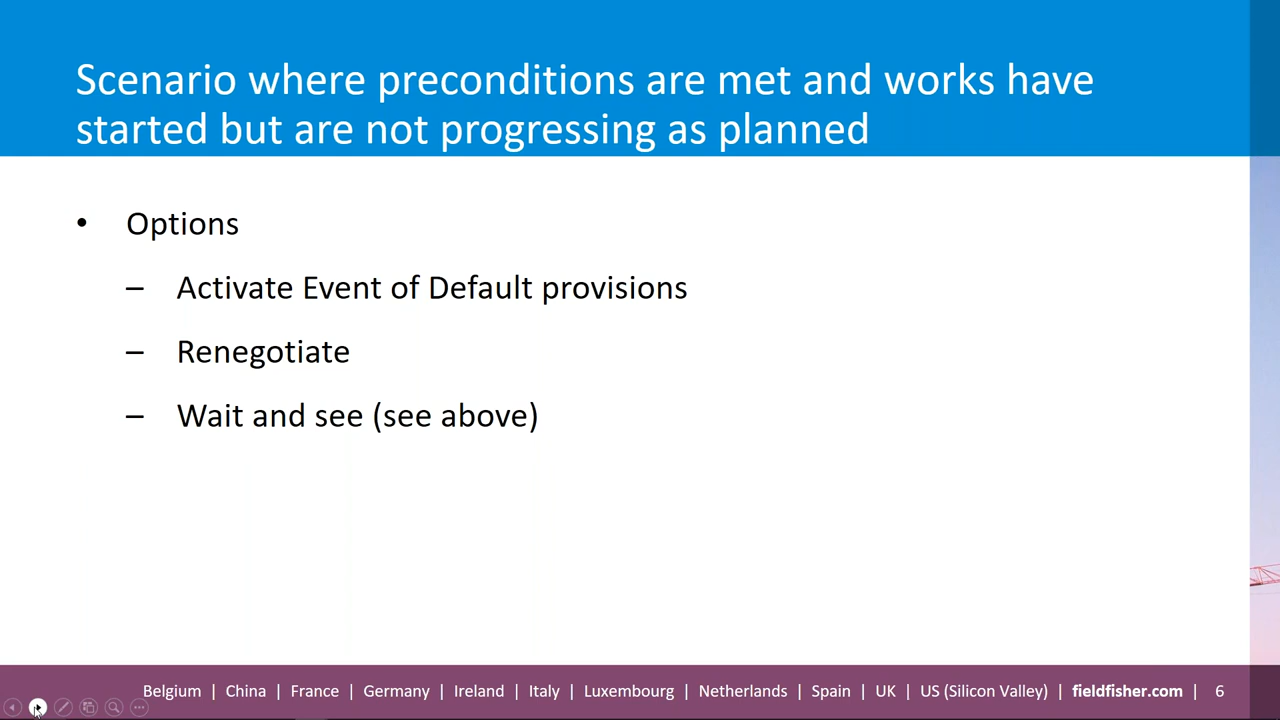 Scenario where preconditions are met and works have
started but are not progressing as planned
• Options
– Activate Event of Default provisions
– Renegotiate
– Wait and see (see above)
Belgium | China | France | Germany | Ireland | Italy | Luxembourg | Netherlands | Spain | UK | US (Silicon Valley) | fieldfisher.com | 6